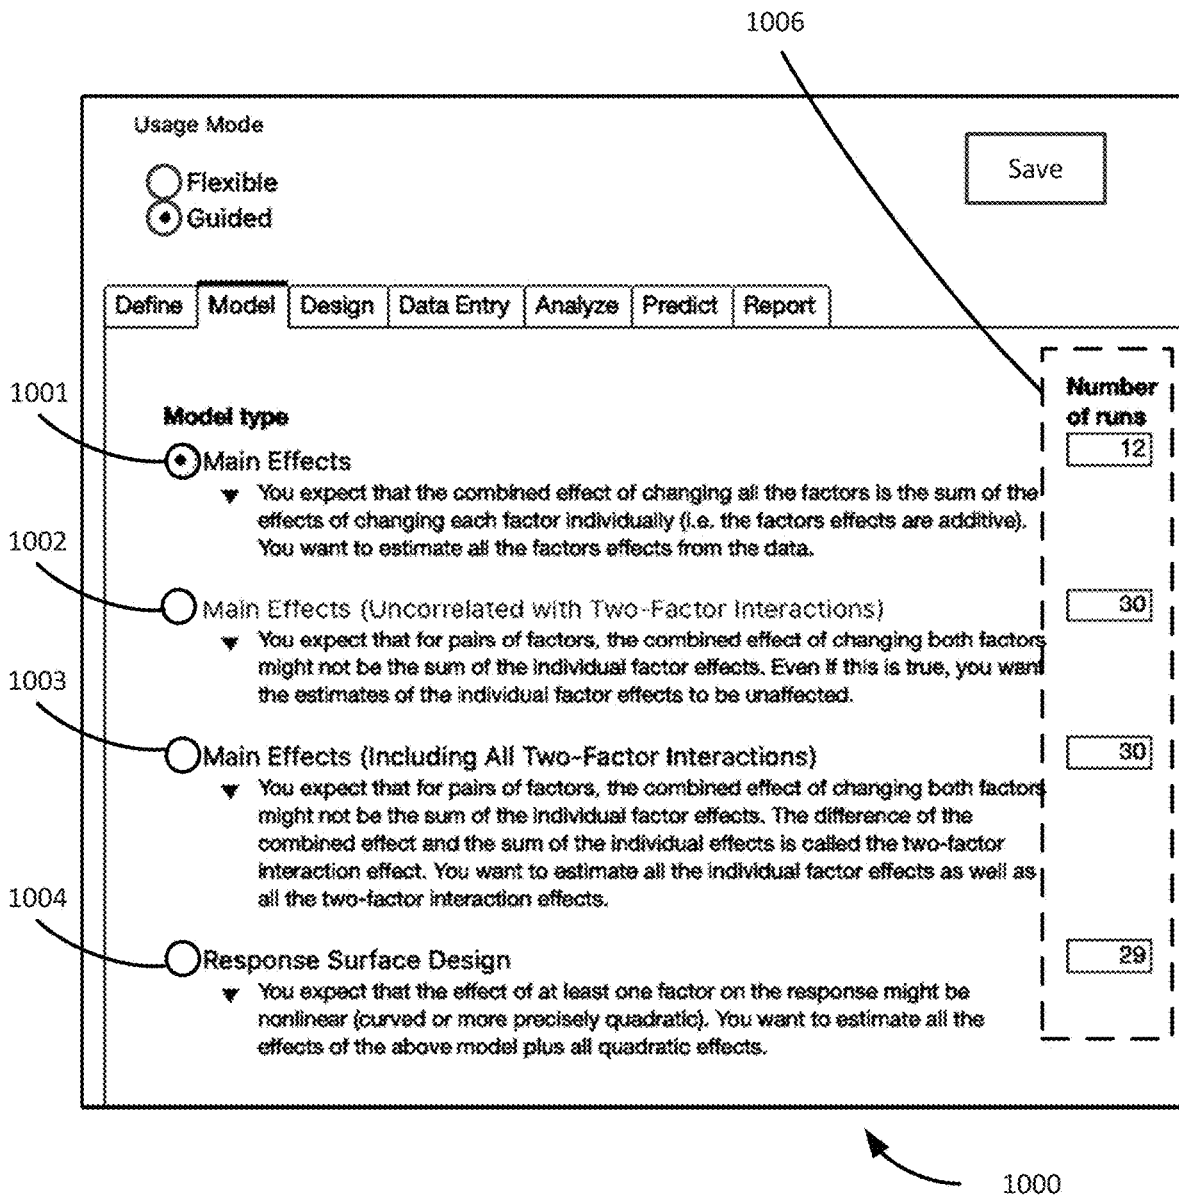 1006
Usage Mode
Flexible
Save
Guided
Define Model Design Data Entry Analyze Predict Report
1001
Number
of runs
Model type
Main Effects
12
You expect that the combined effect of changing all the factors is the sum of the
effects of changing each factor individually (i.e. the factors effects are additive).
You want to estimate all the factors effects from the data.
1002
Main Effects (Uncorrelated with Two-Factor Interactions)
30
You expect that for pairs of factors, the combined effect of changing both factors
might not be the sum of the individual factor effects. Even if this is true, you want
the estimates of the individual factor effects to be unaffected.
1003
Main Effects (Including All Two-Factor Interactions)
30
You expect that for pairs of factors, the combined effect of changing both factors
might not be the sum of the individual factor effects. The difference of the
combined effect and the sum of the individual effects is called the two-factor
interaction effect. You want to estimate all the individual factor effects as well as
all the two-factor interaction effects.
1004
Response Surface Design
29
You expect that the effect of at least one factor on the response might be
nonlinear (curved or more precisely quadratic). You want to estimate all the
effects of the above model plus all quadratic effects.
1000